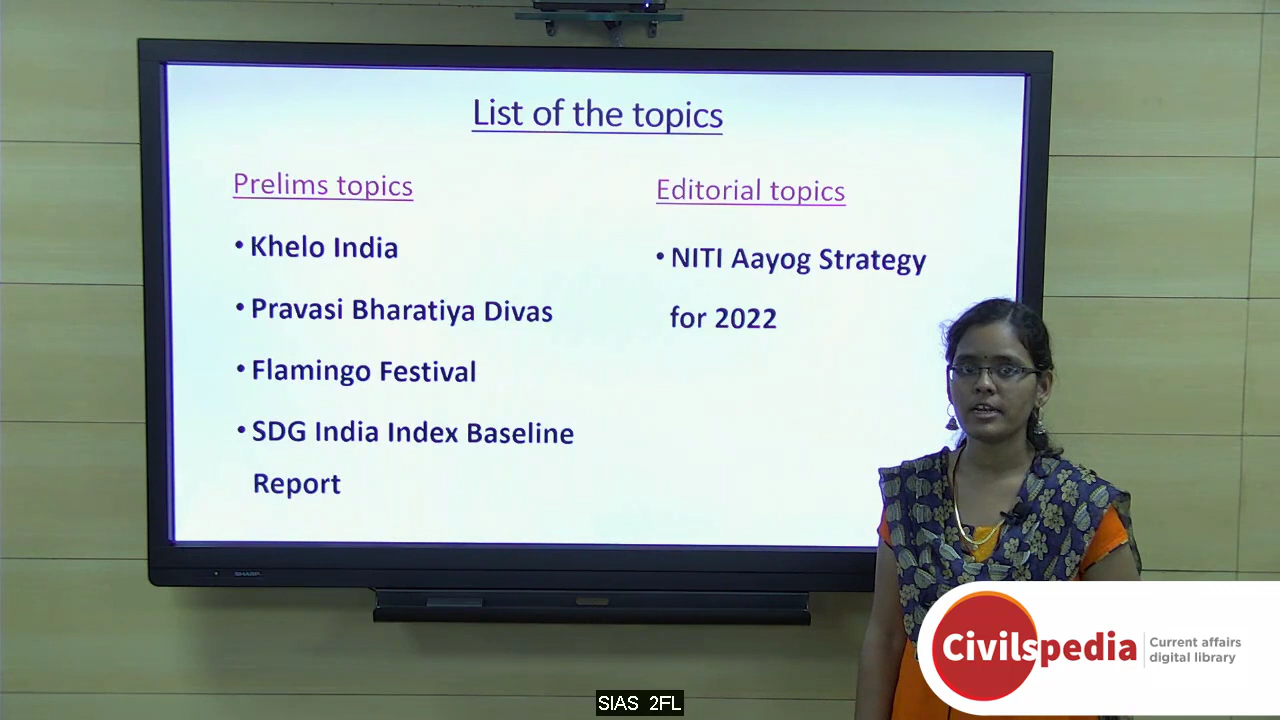 List of the topics
Prelims topics
• Khelo India
• Pravasi Bharatiya Divas
• Flamingo Festival
• SDG India Index Baseline
Report
Editorial topics
• NITI Aayog Strategy
for 2022
SHARP
Civilspedia
Current affairs
digital library
SIAS 2FL